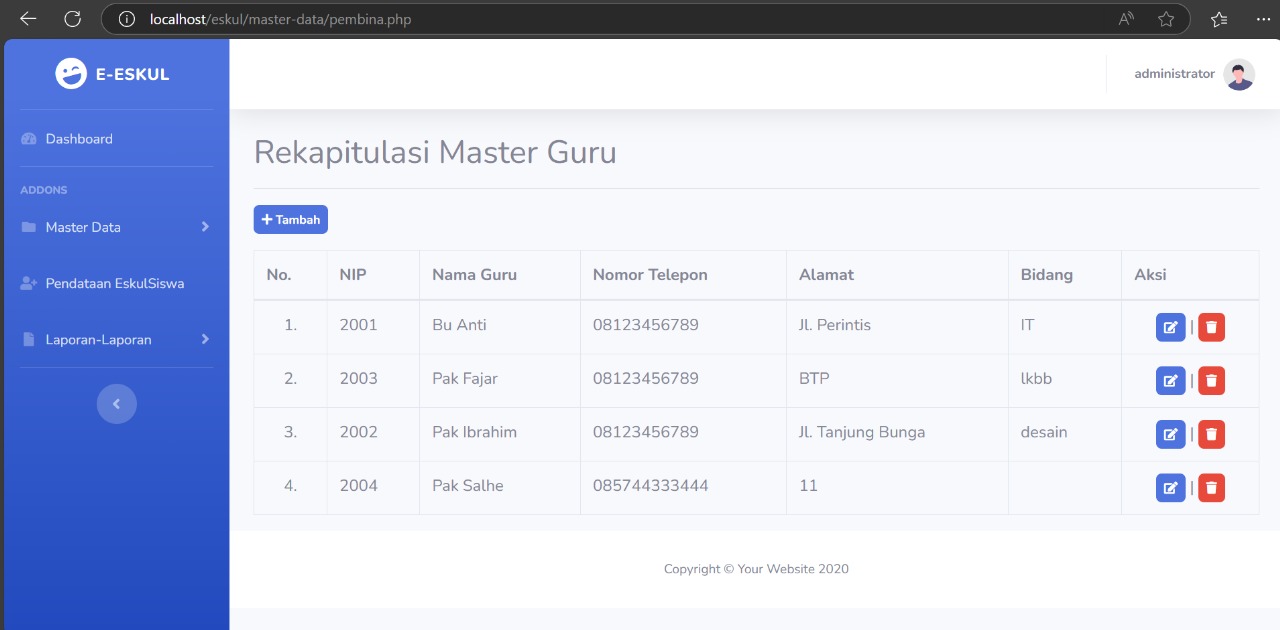 localhost/eskul/master-data/pembina.php
E-ESKUL
administrator
Dashboard
ADDONS
Master Data
Pendataan EskulSiswa
Laporan-Laporan
Rekapitulasi Master Guru
Tambah
No. NIP Nama Guru Nomor Telepon Alamat Bidang Aksi
1. 2001 Bu Anti 08123456789 Jl. Perintis IT |
2. 2003 Pak Fajar 08123456789 BTP lkbb |
3. 2002 Pak Ibrahim 08123456789 Jl. Tanjung Bunga desain |
4. 2004 Pak Salhe 085744333444 11 |
Copyright © Your Website 2020